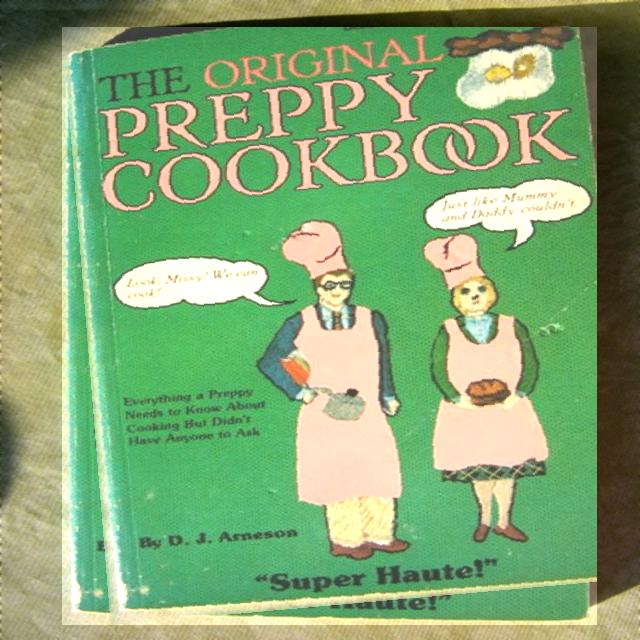 THE ORIGINAL
PREPPY
COOKBOOK
Just like Mummy
and Daddy couldn't.
Look, Missy! We can
cook!
Everything a Preppy
Needs to Know About
Cooking But Didn't
Have Anyone to Ask
By D. J. Arneson
"Super Haute!"
Haute!"